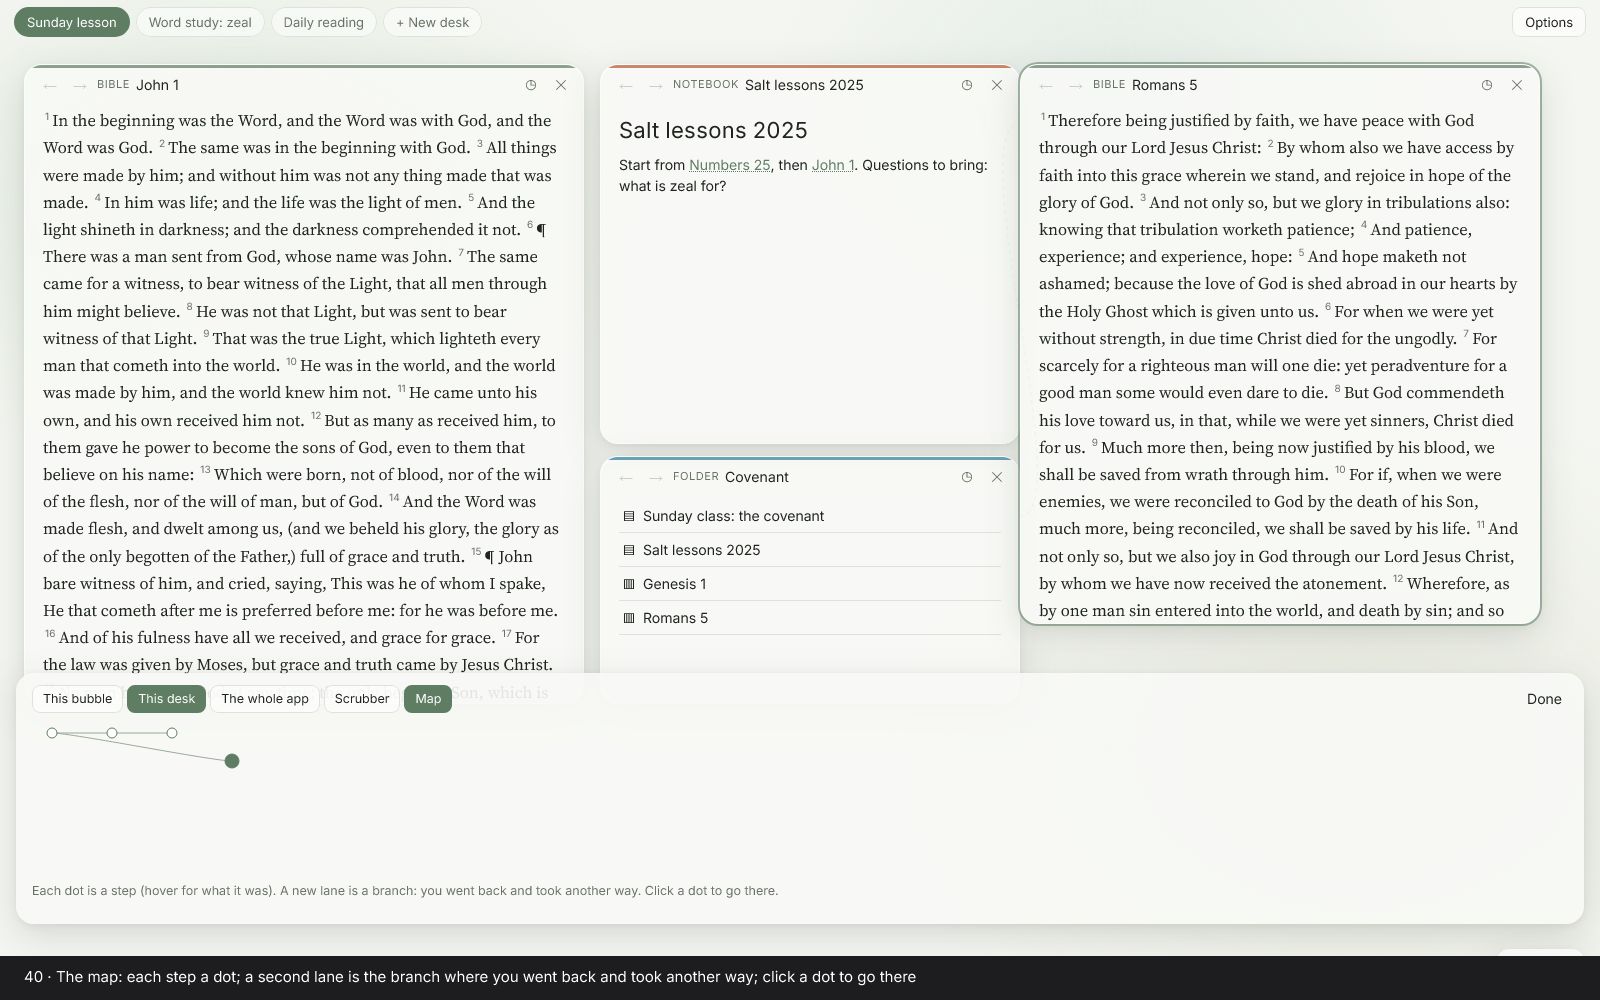 Sunday lesson
Word study: zeal
Daily reading
+ New desk
Options
← → BIBLE John 1
1 In the beginning was the Word, and the Word was with God, and the
Word was God. 2 The same was in the beginning with God. 3 All things
were made by him; and without him was not any thing made that was
made. 4 In him was life; and the life was the light of men. 5 And the
light shineth in darkness; and the darkness comprehended it not. 6 ¶
There was a man sent from God, whose name was John. 7 The same
came for a witness, to bear witness of the Light, that all men through
him might believe. 8 He was not that Light, but was sent to bear
witness of that Light. 9 That was the true Light, which lighteth every
man that cometh into the world. 10 He was in the world, and the world
was made by him, and the world knew him not. 11 He came unto his
own, and his own received him not. 12 But as many as received him, to
them gave he power to become the sons of God, even to them that
believe on his name: 13 Which were born, not of blood, nor of the will
of the flesh, nor of the will of man, but of God. 14 And the Word was
made flesh, and dwelt among us, (and we beheld his glory, the glory as
of the only begotten of the Father,) full of grace and truth. 15 ¶ John
bare witness of him, and cried, saying, This was he of whom I spake,
He that cometh after me is preferred before me: for he was before me.
16 And of his fulness have all we received, and grace for grace. 17 For
the law was given by Moses, but grace and truth came by Jesus Christ.
Son, which is
← → NOTEBOOK Salt lessons 2025
Salt lessons 2025
Start from Numbers 25, then John 1. Questions to bring:
what is zeal for?
← → FOLDER Covenant
Sunday class: the covenant
Salt lessons 2025
Genesis 1
Romans 5
← → BIBLE Romans 5
1 Therefore being justified by faith, we have peace with God
through our Lord Jesus Christ: 2 By whom also we have access by
faith into this grace wherein we stand, and rejoice in hope of the
glory of God. 3 And not only so, but we glory in tribulations also:
knowing that tribulation worketh patience; 4 And patience,
experience; and experience, hope: 5 And hope maketh not
ashamed; because the love of God is shed abroad in our hearts by
the Holy Ghost which is given unto us. 6 For when we were yet
without strength, in due time Christ died for the ungodly. 7 For
scarcely for a righteous man will one die: yet peradventure for a
good man some would even dare to die. 8 But God commendeth
his love toward us, in that, while we were yet sinners, Christ died
for us. 9 Much more then, being now justified by his blood, we
shall be saved from wrath through him. 10 For if, when we were
enemies, we were reconciled to God by the death of his Son,
much more, being reconciled, we shall be saved by his life. 11 And
not only so, but we also joy in God through our Lord Jesus Christ,
by whom we have now received the atonement. 12 Wherefore, as
by one man sin entered into the world, and death by sin; and so
This bubble
This desk
The whole app
Scrubber
Map
Done
Each dot is a step (hover for what it was). A new lane is a branch: you went back and took another way. Click a dot to go there.
40 · The map: each step a dot; a second lane is the branch where you went back and took another way; click a dot to go there